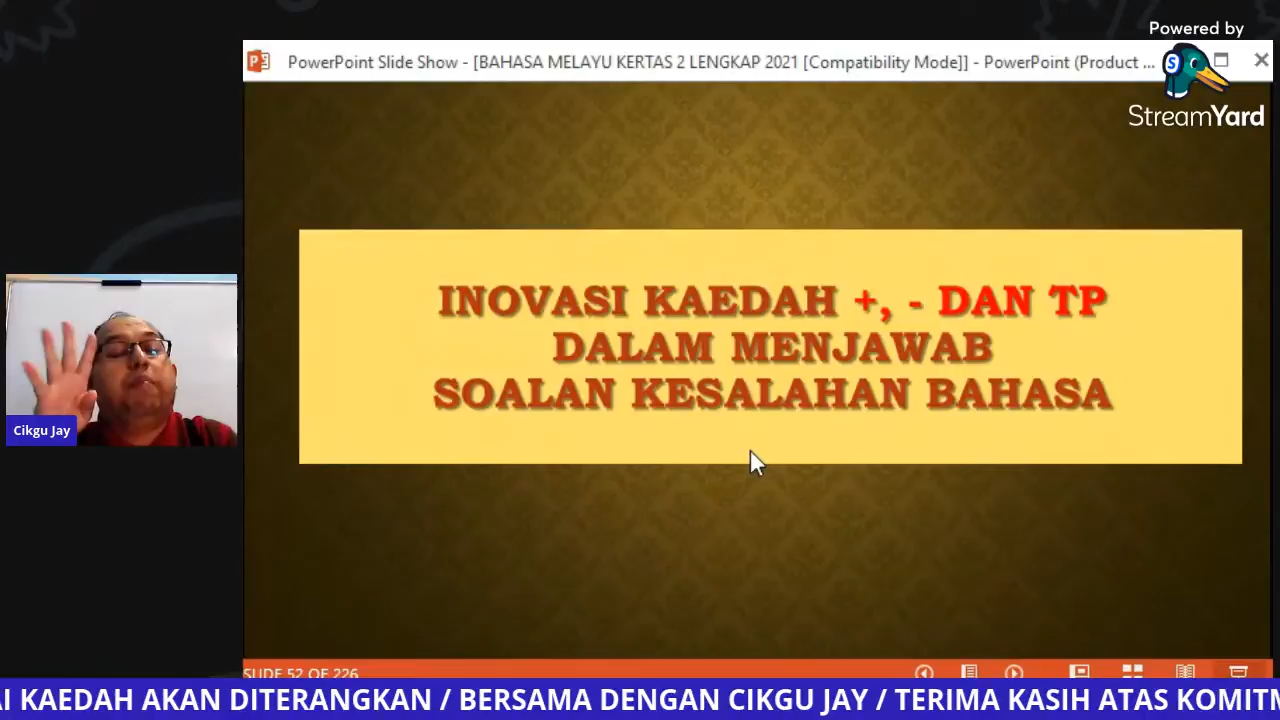 Powered by
StreamYard
PowerPoint Slide Show - [BAHASA MELAYU KERTAS 2 LENGKAP 2021 [Compatibility Mode]] - PowerPoint (Product ...
INOVASI KAEDAH +, - DAN TP
DALAM MENJAWAB
SOALAN KESALAHAN BAHASA
Cikgu Jay
SLIDE 52 OF 226
KAEDAH AKAN DITERANGKAN / BERSAMA DENGAN CIKGU JAY / TERIMA KASIH ATAS